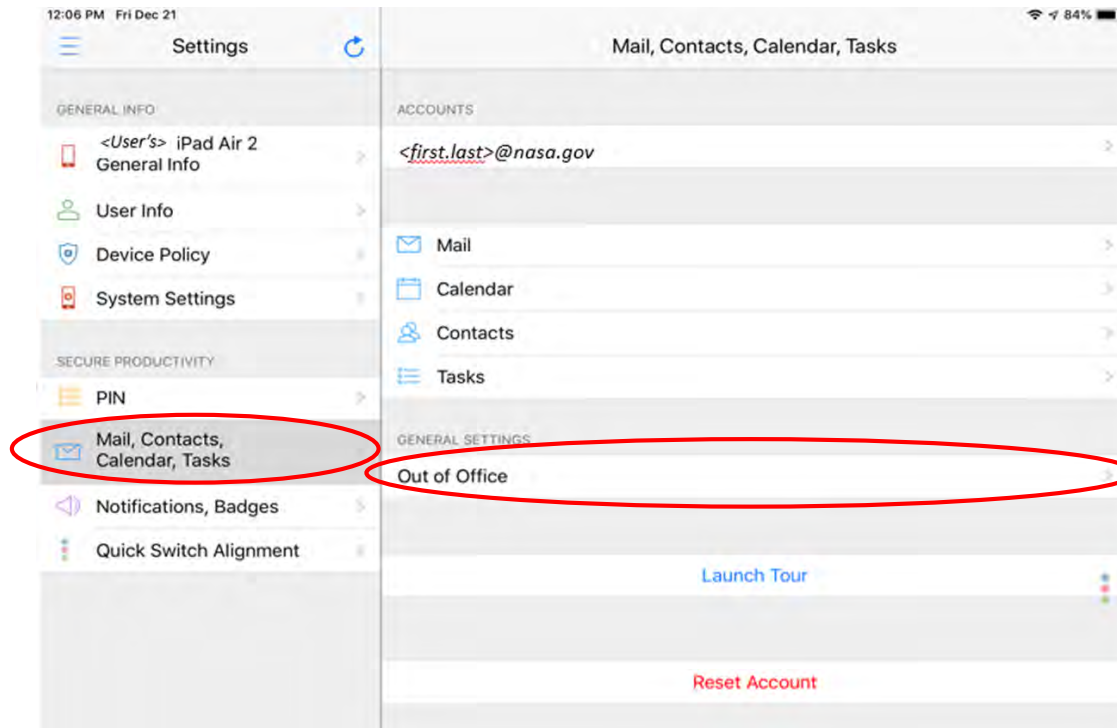 12:06 PM Fri Dec 21
84%
Settings
Mail, Contacts, Calendar, Tasks
GENERAL INFO
<User's> iPad Air 2
General Info
User Info
Device Policy
System Settings
SECURE PRODUCTIVITY
PIN
Mail, Contacts,
Calendar, Tasks
Notifications, Badges
Quick Switch Alignment
ACCOUNTS
<first.last>@nasa.gov
Mail
Calendar
Contacts
Tasks
GENERAL SETTINGS
Out of Office
Launch Tour
Reset Account